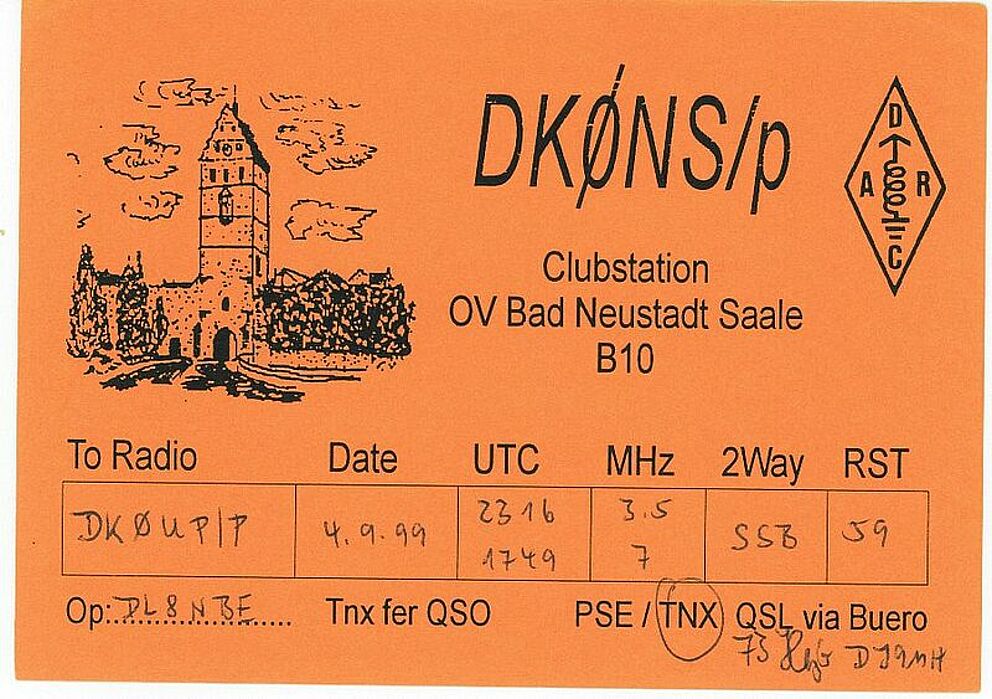 DKØNS/p
D
A R
C
Clubstation
OV Bad Neustadt Saale
B10
To Radio Date UTC MHz 2Way RST
DKØUP/P 4.9.99 2316 3.5 SSB 59
1749 7
Op:DL8NBE Tnx fer QSO PSE / TNX QSL via Buero
73 DJ9MH